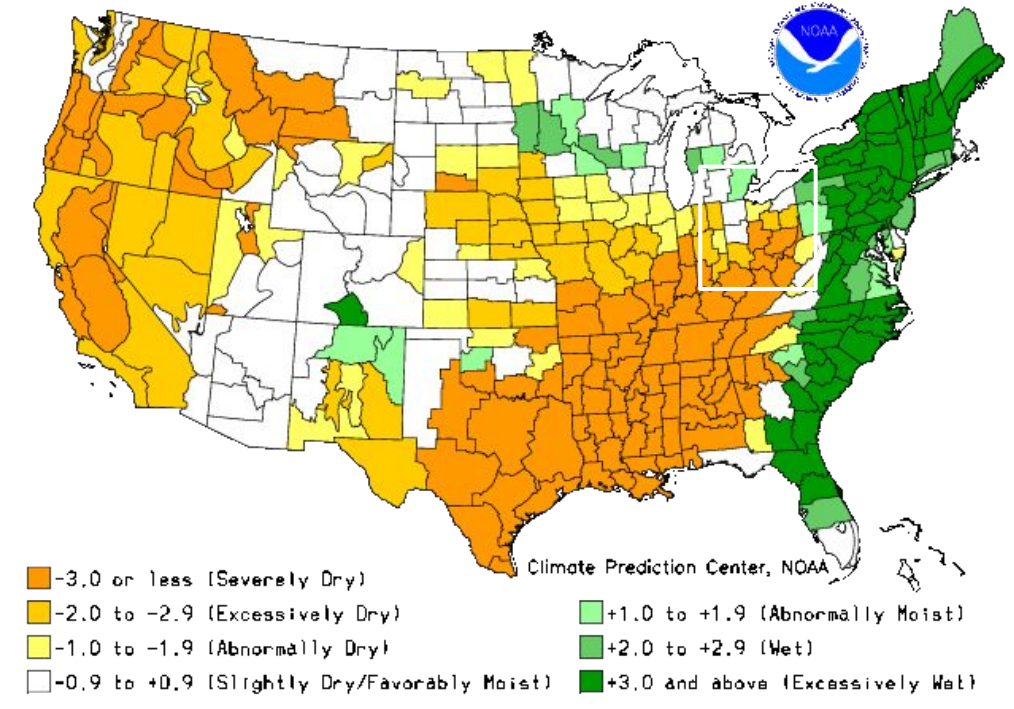 NOAA
Climate Prediction Center, NOAA
-3.0 or less (Severely Dry)
-2.0 to -2.9 (Excessively Dry)
-1.0 to -1.9 (Abnormally Dry)
-0.9 to +0.9 (Slightly Dry/Favorably Moist)
+1.0 to +1.9 (Abnormally Moist)
+2.0 to +2.9 (Wet)
+3.0 and above (Excessively Wet)